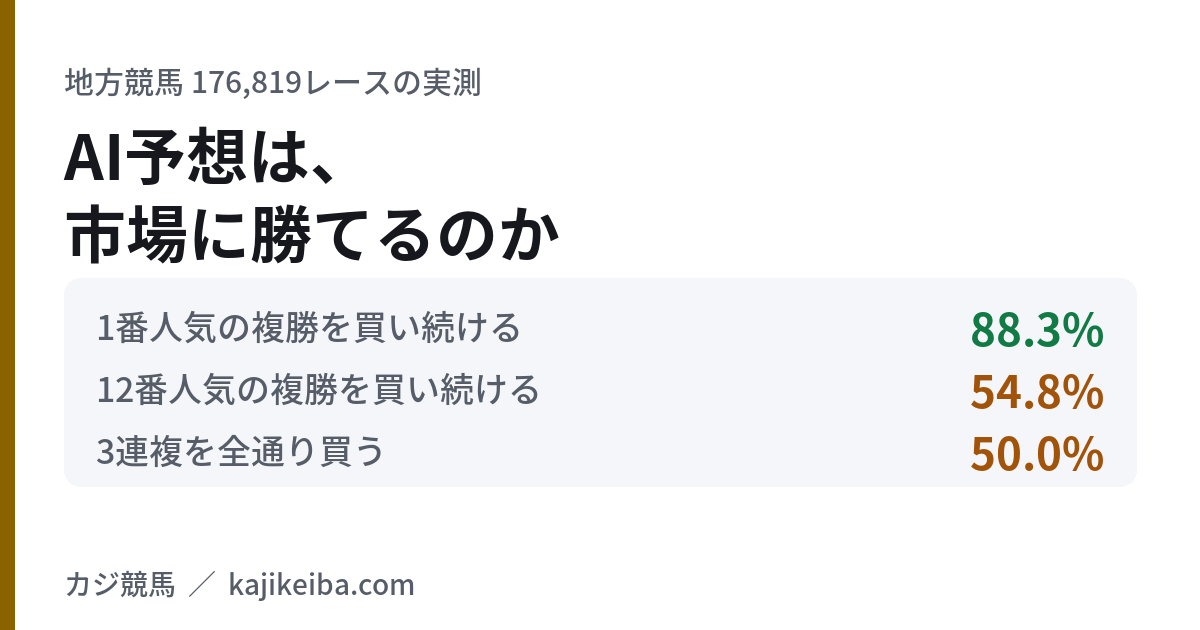 地方競馬 176,819レースの実測
AI予想は、
市場に勝てるのか
1番人気の複勝を買い続ける 88.3%
12番人気の複勝を買い続ける 54.8%
3連複を全通り買う 50.0%
カジ競馬 ／ kajikeiba.com